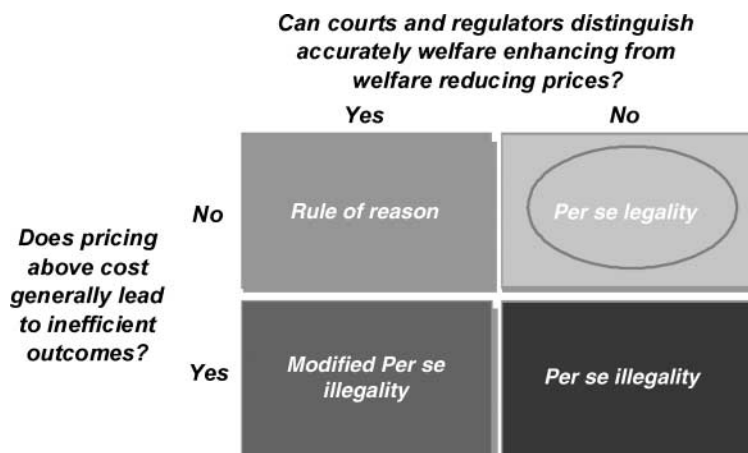 Can courts and regulators distinguish
accurately welfare enhancing from
welfare reducing prices?
Yes
No
No
Rule of reason
Per se legality
Does pricing
above cost
generally lead
to inefficient
outcomes?
Yes
Modified Per se
illegality
Per se illegality